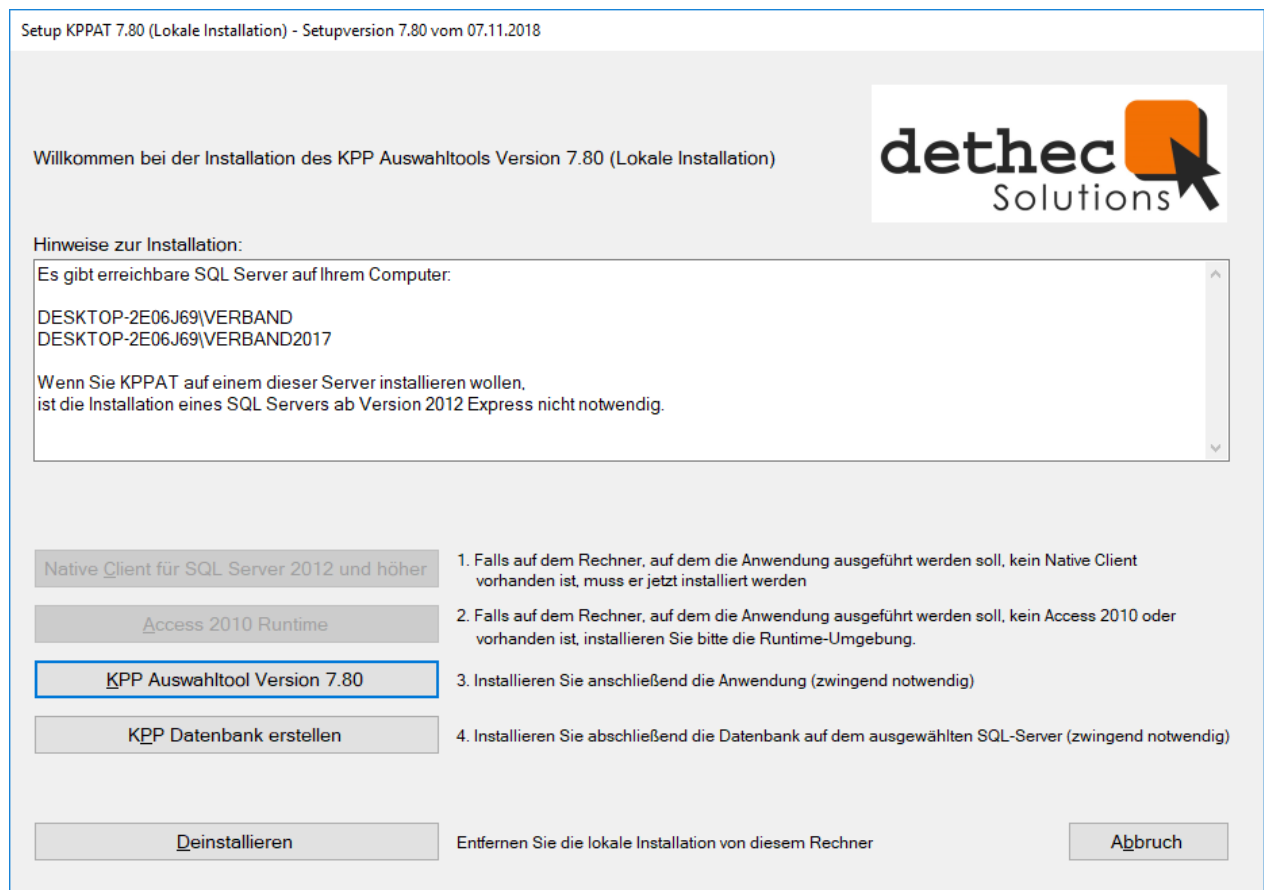 Setup KPPAT 7.80 (Lokale Installation) - Setupversion 7.80 vom 07.11.2018
dethec
Solutions
Willkommen bei der Installation des KPP Auswahltools Version 7.80 (Lokale Installation)
Hinweise zur Installation:
Es gibt erreichbare SQL Server auf Ihrem Computer:
DESKTOP-2E06J69\VERBAND
DESKTOP-2E06J69\VERBAND2017
Wenn Sie KPPAT auf einem dieser Server installieren wollen,
ist die Installation eines SQL Servers ab Version 2012 Express nicht notwendig.
Native Client für SQL Server 2012 und höher
1. Falls auf dem Rechner, auf dem die Anwendung ausgeführt werden soll, kein Native Client
vorhanden ist, muss er jetzt installiert werden
Access 2010 Runtime
2. Falls auf dem Rechner, auf dem die Anwendung ausgeführt werden soll, kein Access 2010 oder
vorhanden ist, installieren Sie bitte die Runtime-Umgebung.
KPP Auswahltool Version 7.80
3. Installieren Sie anschließend die Anwendung (zwingend notwendig)
KPP Datenbank erstellen
4. Installieren Sie abschließend die Datenbank auf dem ausgewählten SQL-Server (zwingend notwendig)
Deinstallieren
Entfernen Sie die lokale Installation von diesem Rechner
Abbruch